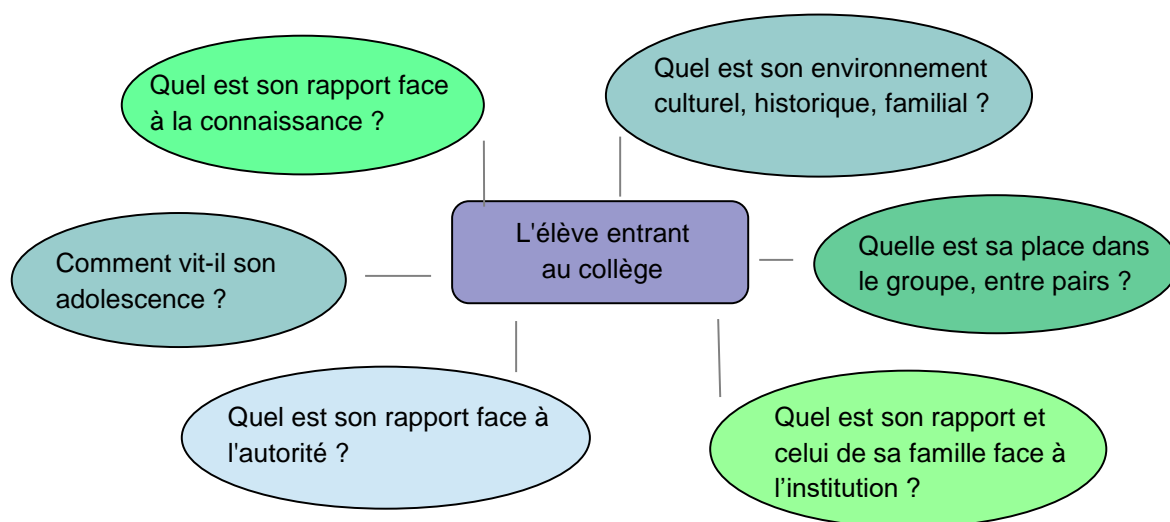 Quel est son rapport face
à la connaissance ?
Quel est son environnement
culturel, historique, familial ?
L'élève entrant
au collège
Comment vit-il son
adolescence ?
Quelle est sa place dans
le groupe, entre pairs ?
Quel est son rapport face à
l'autorité ?
Quel est son rapport et
celui de sa famille face à
l’institution ?